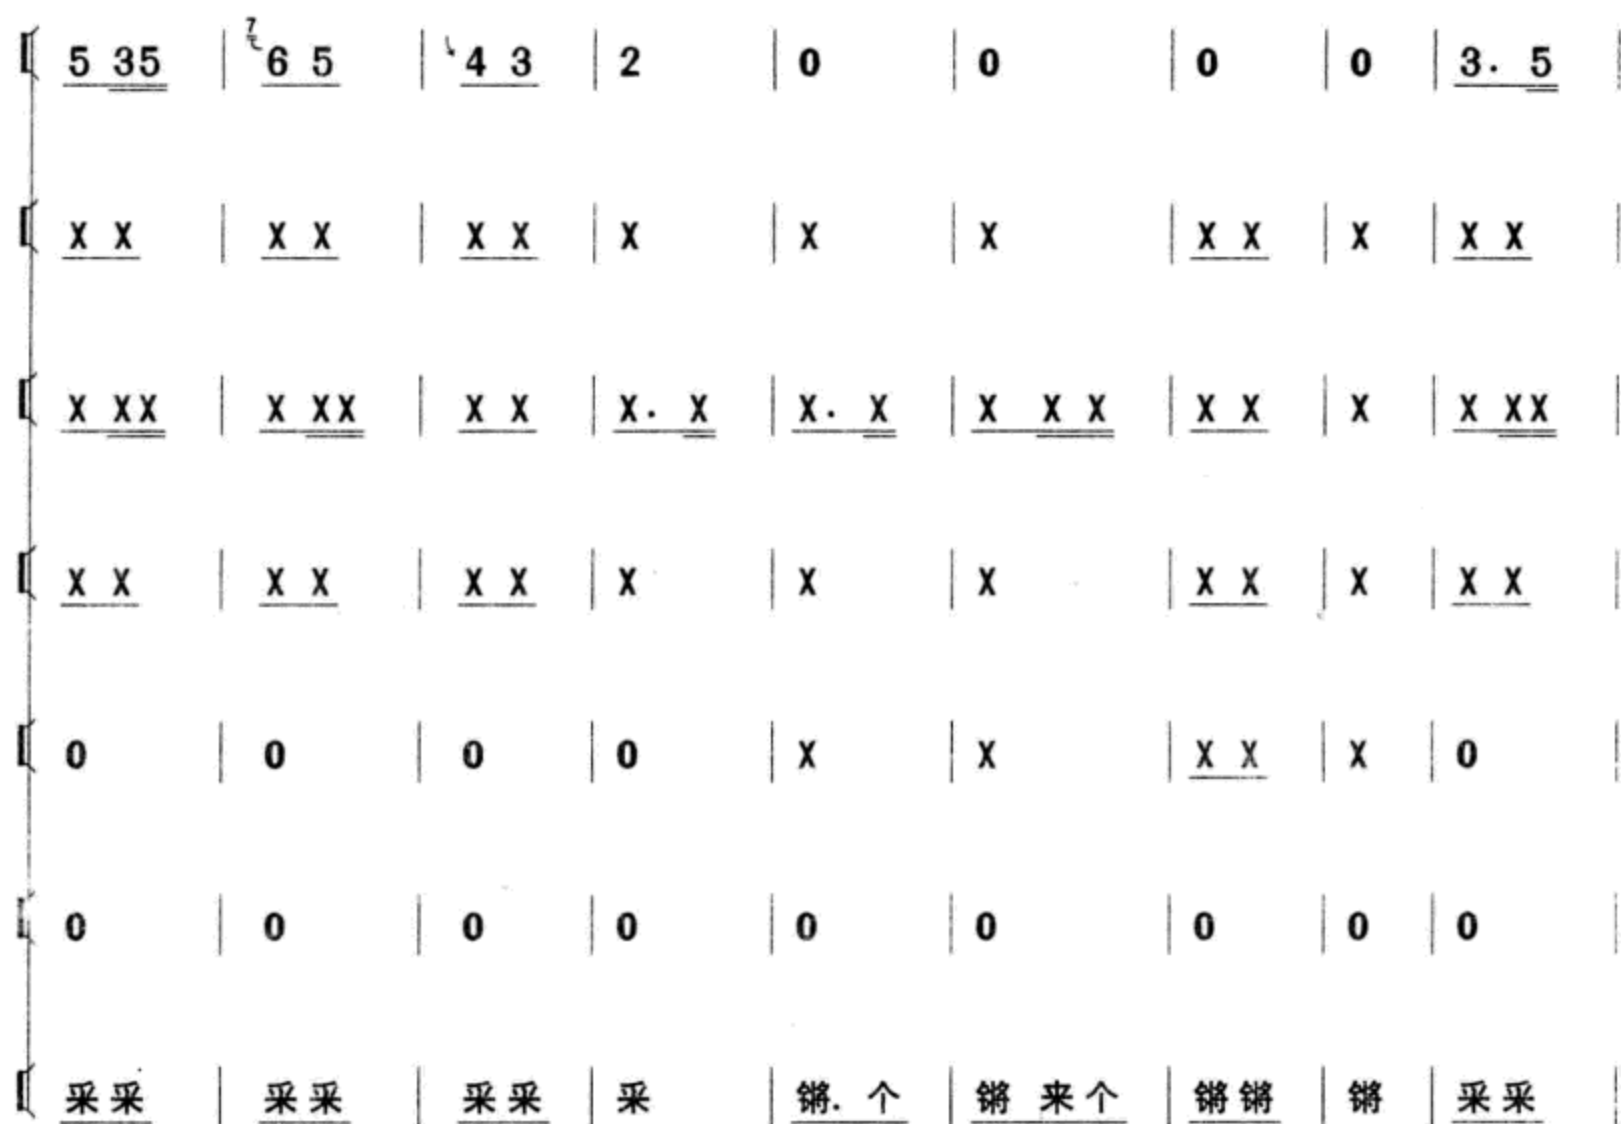 5 35 | 7 6 5 | 4 3 | 2 | 0 | 0 | 0 | 0 | 3. 5 |
X X | X X | X X | X | X | X | X X | X | X X |
X XX | X XX | X X | X. X | X. X | X X X | X X | X | X XX |
X X | X X | X X | X | X | X | X X | X | X X |
0 | 0 | 0 | 0 | X | X | X X | X | 0 |
0 | 0 | 0 | 0 | 0 | 0 | 0 | 0 | 0 |
采采 | 采采 | 采采 | 采 | 锵. 个 | 锵 来个 | 锵锵 | 锵 | 采采 |